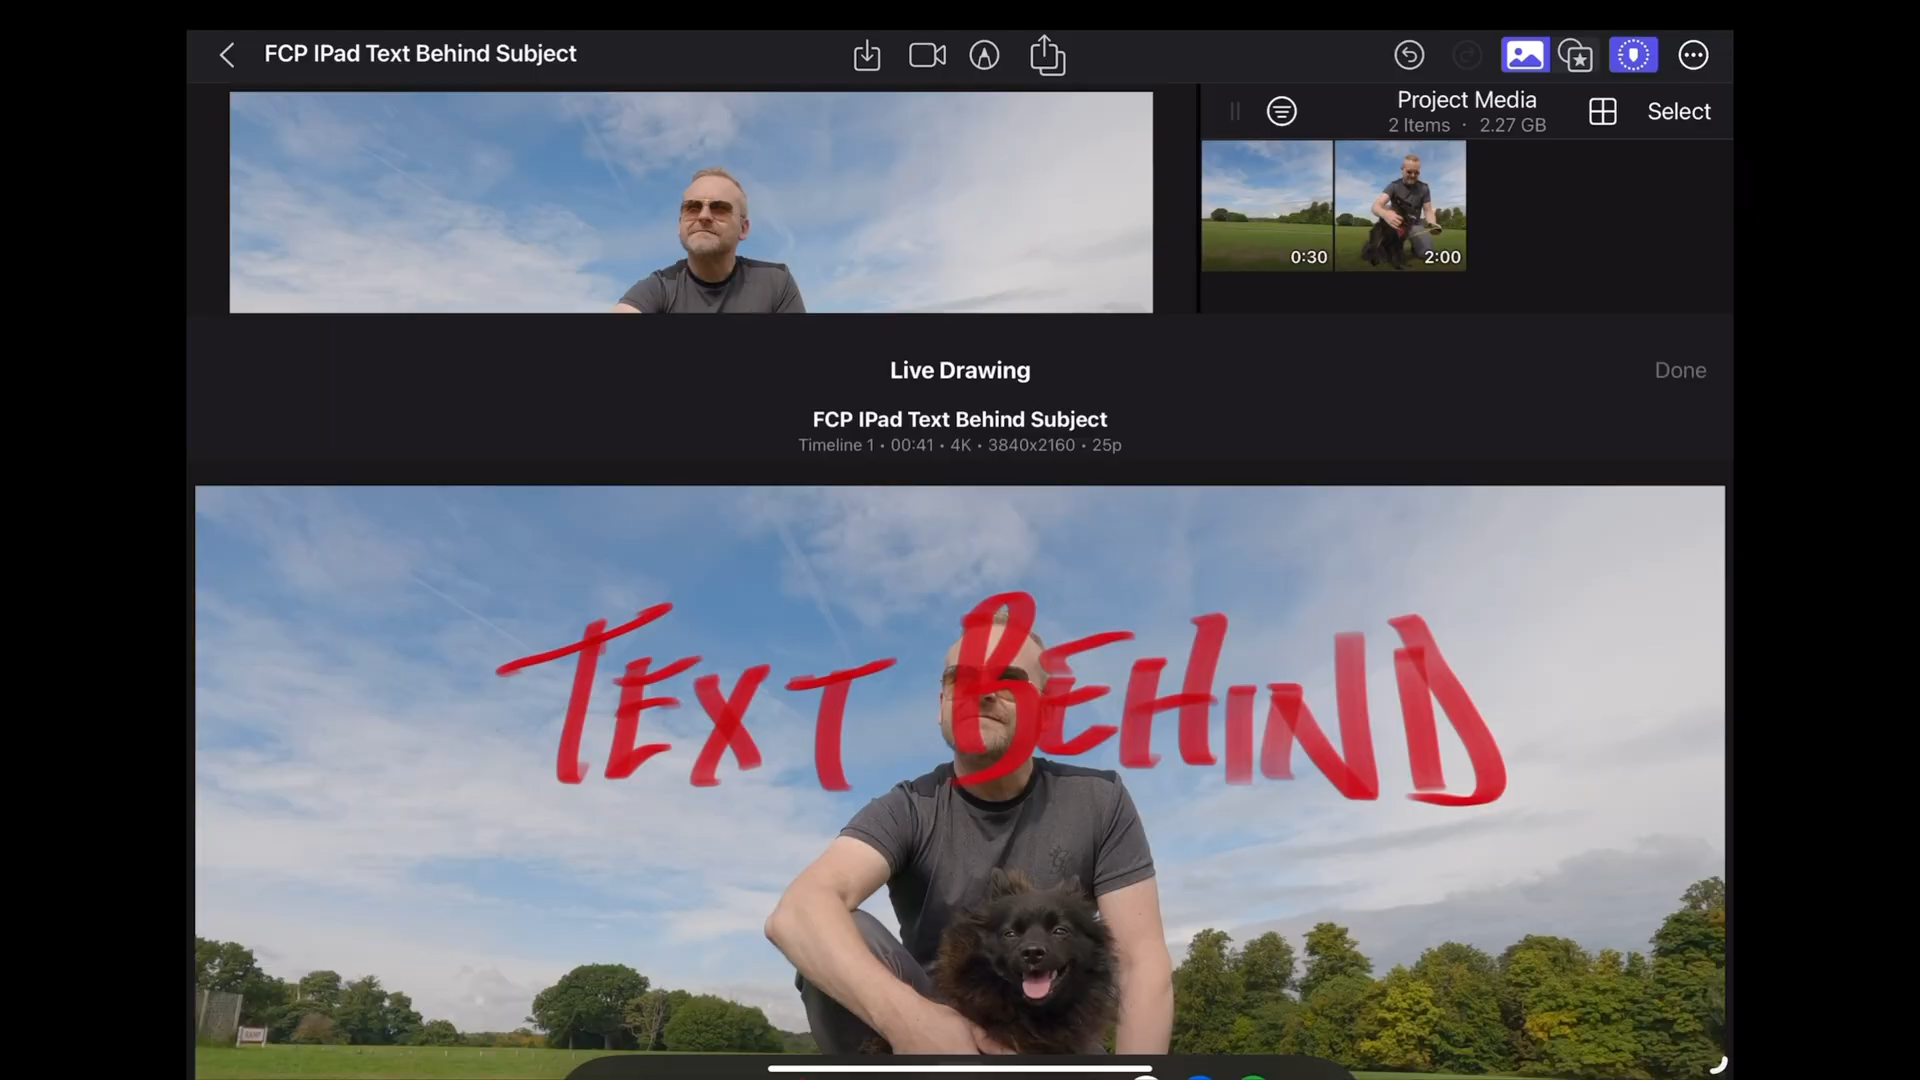 FCP IPad Text Behind Subject
Project Media
2 Items · 2.27 GB
Select
0:30
2:00
Live Drawing
Done
FCP IPad Text Behind Subject
Timeline 1 • 00:41 • 4K • 3840x2160 • 25p
TEXT BEHIND